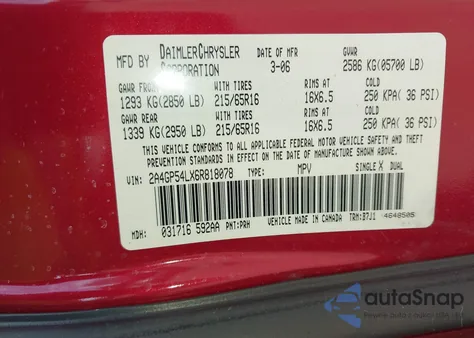 MFD BY DAIMLERCHRYSLER CORPORATION DATE OF MFR 3-06 GVWR 2586 KG(05700 LB)
GAWR FRONT WITH TIRES RIMS AT COLD
1293 KG(2850 LB) 215/65R16 16X6.5 250 KPA( 36 PSI)
GAWR REAR WITH TIRES RIMS AT COLD
1339 KG(2950 LB) 215/65R16 16X6.5 250 KPA( 36 PSI)
THIS VEHICLE CONFORMS TO ALL APPLICABLE FEDERAL MOTOR VEHICLE SAFETY AND THEFT
PREVENTION STANDARDS IN EFFECT ON THE DATE OF MANUFACTURE SHOWN ABOVE.
VIN: 2A4GP54LX6R818078 TYPE: MPV SINGLE X DUAL
MDH: 031716 592AA PNT:PRH VEHICLE MADE IN CANADA TRM:B7J1 4648505
autoSnap